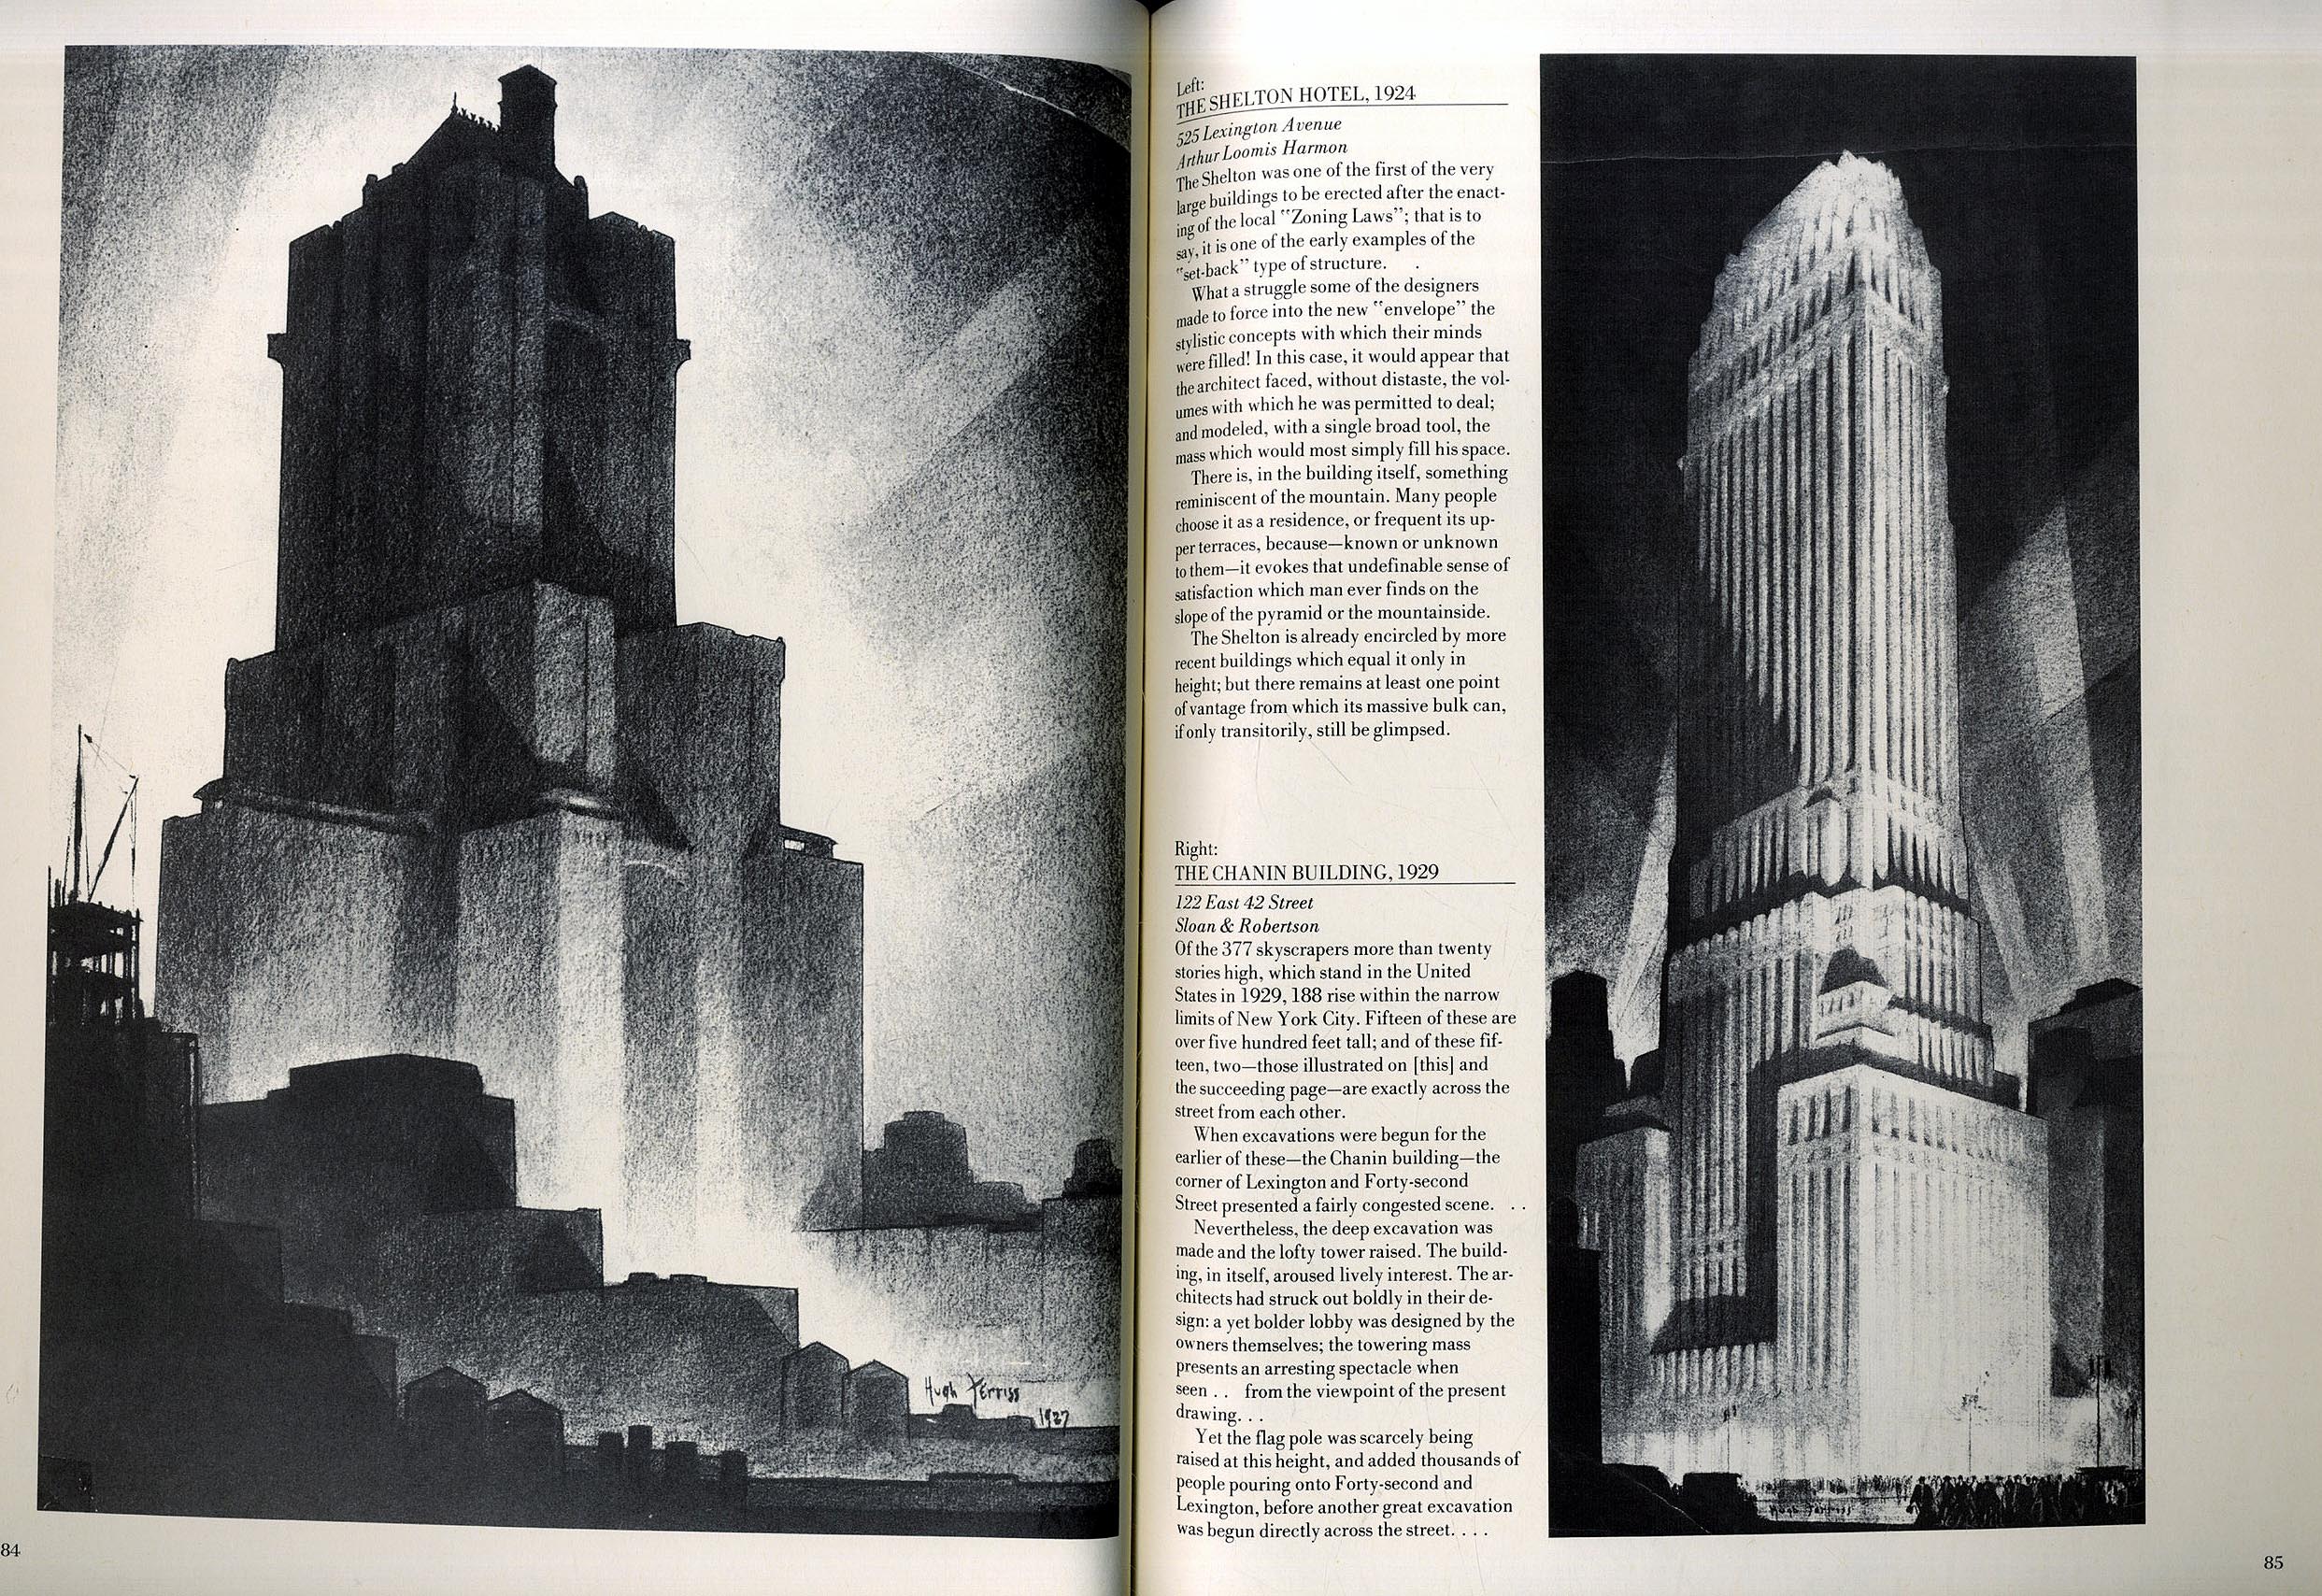 Hugh Ferriss
1927
84
Left:
THE SHELTON HOTEL, 1924
525 Lexington Avenue
Arthur Loomis Harmon
The Shelton was one of the first of the very
large buildings to be erected after the enact-
ing of the local "Zoning Laws"; that is to
say, it is one of the early examples of the
"set-back" type of structure. .
What a struggle some of the designers
made to force into the new "envelope" the
stylistic concepts with which their minds
were filled! In this case, it would appear that
the architect faced, without distaste, the vol-
umes with which he was permitted to deal;
and modeled, with a single broad tool, the
mass which would most simply fill his space.
There is, in the building itself, something
reminiscent of the mountain. Many people
choose it as a residence, or frequent its up-
per terraces, because—known or unknown
to them—it evokes that undefinable sense of
satisfaction which man ever finds on the
slope of the pyramid or the mountainside.
The Shelton is already encircled by more
recent buildings which equal it only in
height; but there remains at least one point
of vantage from which its massive bulk can,
if only transitorily, still be glimpsed.
Right:
THE CHANIN BUILDING, 1929
122 East 42 Street
Sloan & Robertson
Of the 377 skyscrapers more than twenty
stories high, which stand in the United
States in 1929, 188 rise within the narrow
limits of New York City. Fifteen of these are
over five hundred feet tall; and of these fif-
teen, two—those illustrated on [this] and
the succeeding page—are exactly across the
street from each other.
When excavations were begun for the
earlier of these—the Chanin building—the
corner of Lexington and Forty-second
Street presented a fairly congested scene. . .
Nevertheless, the deep excavation was
made and the lofty tower raised. The build-
ing, in itself, aroused lively interest. The ar-
chitects had struck out boldly in their de-
sign: a yet bolder lobby was designed by the
owners themselves; the towering mass
presents an arresting spectacle when
seen . . from the viewpoint of the present
drawing. . .
Yet the flag pole was scarcely being
raised at this height, and added thousands of
people pouring onto Forty-second and
Lexington, before another great excavation
was begun directly across the street. . . .
Hugh Ferriss
85